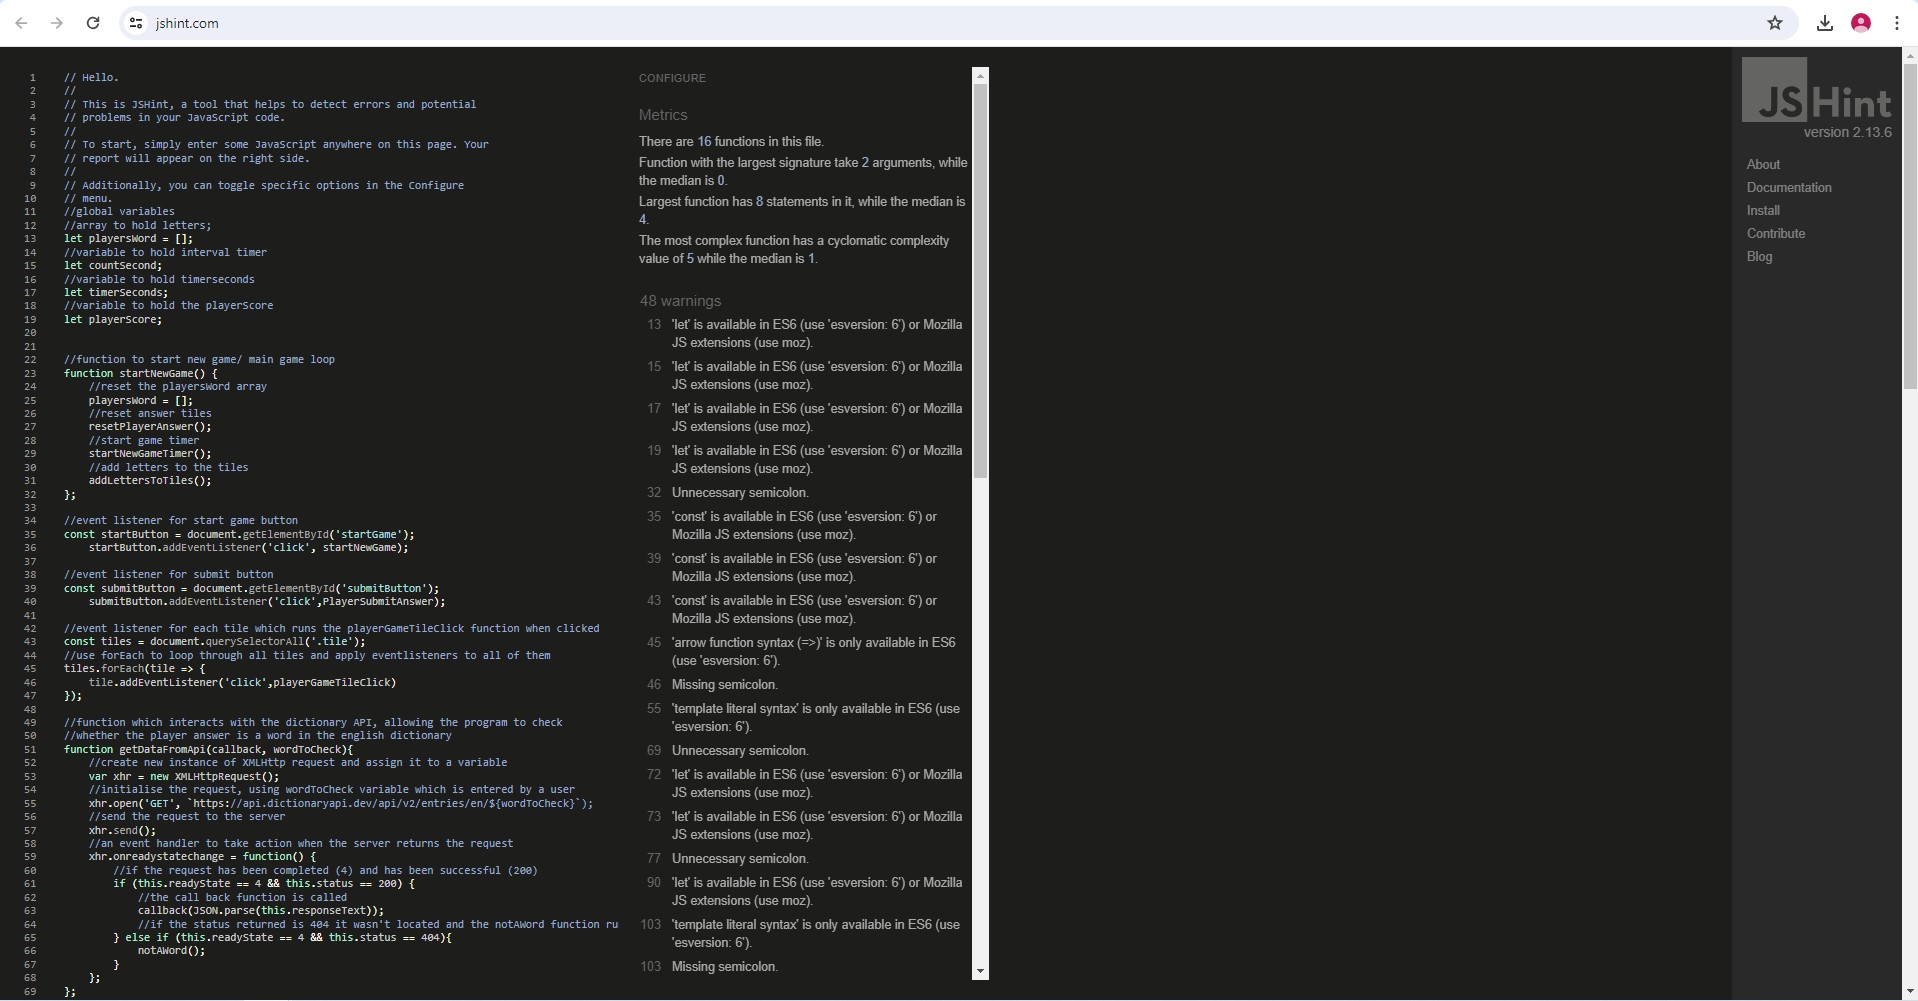 jshint.com
1 // Hello.
2 //
3 // This is JSHint, a tool that helps to detect errors and potential
4 // problems in your JavaScript code.
5 //
6 // To start, simply enter some JavaScript anywhere on this page. Your
7 // report will appear on the right side.
8 //
9 // Additionally, you can toggle specific options in the Configure
10 // menu.
11 //global variables
12 //array to hold letters;
13 let playersWord = [];
14 //variable to hold interval timer
15 let countSecond;
16 //variable to hold timerseconds
17 let timerSeconds;
18 //variable to hold the playerScore
19 let playerScore;
20
21
22 //function to start new game/ main game loop
23 function startNewGame() {
24 //reset the playersWord array
25 playersWord = [];
26 //reset answer tiles
27 resetPlayerAnswer();
28 //start game timer
29 startNewGameTimer();
30 //add letters to the tiles
31 addLettersToTiles();
32 };
33
34 //event listener for start game button
35 const startButton = document.getElementById('startGame');
36 startButton.addEventListener('click', startNewGame);
37
38 //event listener for submit button
39 const submitButton = document.getElementById('submitButton');
40 submitButton.addEventListener('click',PlayerSubmitAnswer);
41
42 //event listener for each tile which runs the playerGameTileClick function when clicked
43 const tiles = document.querySelectorAll('.tile');
44 //use forEach to loop through all tiles and apply eventlisteners to all of them
45 tiles.forEach(tile => {
46 tile.addEventListener('click',playerGameTileClick)
47 });
48
49 //function which interacts with the dictionary API, allowing the program to check
50 //whether the player answer is a word in the english dictionary
51 function getDataFromApi(callback, wordToCheck){
52 //create new instance of XMLHttp request and assign it to a variable
53 var xhr = new XMLHttpRequest();
54 //initialise the request, using wordToCheck variable which is entered by a user
55 xhr.open('GET', `https://api.dictionaryapi.dev/api/v2/entries/en/${wordToCheck}`);
56 //send the request to the server
57 xhr.send();
58 //an event handler to take action when the server returns the request
59 xhr.onreadystatechange = function() {
60 //if the request has been completed (4) and has been successful (200)
61 if (this.readyState == 4 && this.status == 200) {
62 //the call back function is called
63 callback(JSON.parse(this.responseText));
64 //if the status returned is 404 it wasn't located and the notAWord function ru
65 } else if (this.readyState == 4 && this.status == 404){
66 notAWord();
67 }
68 };
69 };
CONFIGURE
Metrics
There are 16 functions in this file.
Function with the largest signature take 2 arguments, while
the median is 0.
Largest function has 8 statements in it, while the median is
4.
The most complex function has a cyclomatic complexity
value of 5 while the median is 1.
48 warnings
13 'let' is available in ES6 (use 'esversion: 6') or Mozilla
JS extensions (use moz).
15 'let' is available in ES6 (use 'esversion: 6') or Mozilla
JS extensions (use moz).
17 'let' is available in ES6 (use 'esversion: 6') or Mozilla
JS extensions (use moz).
19 'let' is available in ES6 (use 'esversion: 6') or Mozilla
JS extensions (use moz).
32 Unnecessary semicolon.
35 'const' is available in ES6 (use 'esversion: 6') or
Mozilla JS extensions (use moz).
39 'const' is available in ES6 (use 'esversion: 6') or
Mozilla JS extensions (use moz).
43 'const' is available in ES6 (use 'esversion: 6') or
Mozilla JS extensions (use moz).
45 'arrow function syntax (=>)' is only available in ES6
(use 'esversion: 6').
46 Missing semicolon.
55 'template literal syntax' is only available in ES6 (use
'esversion: 6').
69 Unnecessary semicolon.
72 'let' is available in ES6 (use 'esversion: 6') or Mozilla
JS extensions (use moz).
73 'let' is available in ES6 (use 'esversion: 6') or Mozilla
JS extensions (use moz).
77 Unnecessary semicolon.
90 'let' is available in ES6 (use 'esversion: 6') or Mozilla
JS extensions (use moz).
103 'template literal syntax' is only available in ES6 (use
'esversion: 6').
103 Missing semicolon.
JSHint
version 2.13.6
About
Documentation
Install
Contribute
Blog